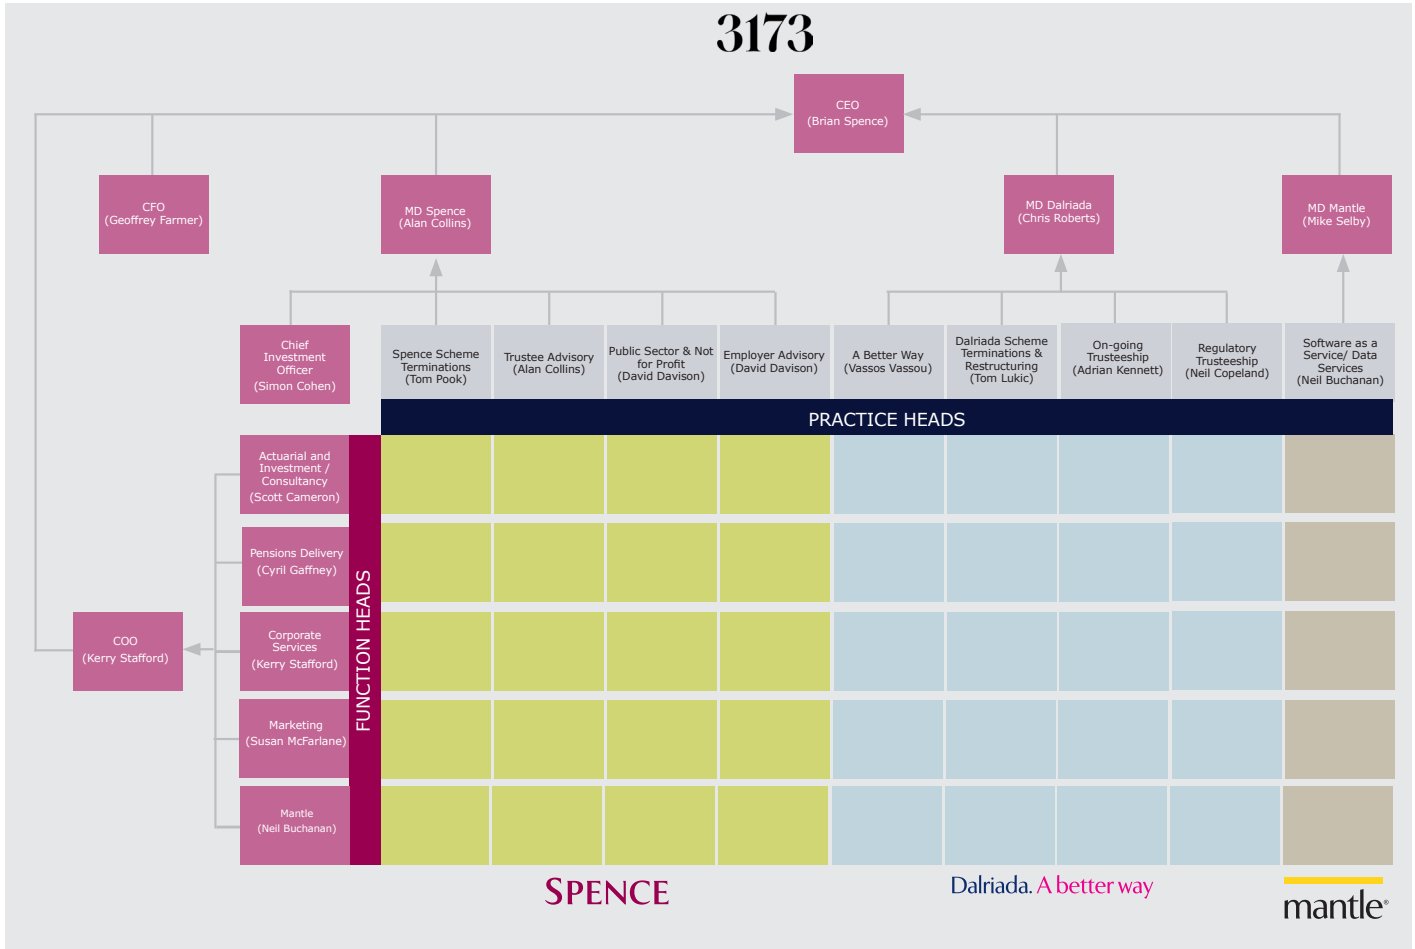 3173
CEO
(Brian Spence)
CFO
(Geoffrey Farmer)
MD Spence
(Alan Collins)
MD Dalriada
(Chris Roberts)
MD Mantle
(Mike Selby)
Chief
Investment
Officer
(Simon Cohen)
Spence Scheme
Terminations
(Tom Pook)
Trustee Advisory
(Alan Collins)
Public Sector & Not
for Profit
(David Davison)
Employer Advisory
(David Davison)
A Better Way
(Vassos Vassou)
Dalriada Scheme
Terminations &
Restructuring
(Tom Lukic)
On-going
Trusteeship
(Adrian Kennett)
Regulatory
Trusteeship
(Neil Copeland)
Software as a
Service/ Data
Services
(Neil Buchanan)
PRACTICE HEADS
FUNCTION HEADS
Actuarial and
Investment /
Consultancy
(Scott Cameron)
Pensions Delivery
(Cyril Gaffney)
COO
(Kerry Stafford)
Corporate
Services
(Kerry Stafford)
Marketing
(Susan McFarlane)
Mantle
(Neil Buchanan)
SPENCE
Dalriada. A better way
mantle®